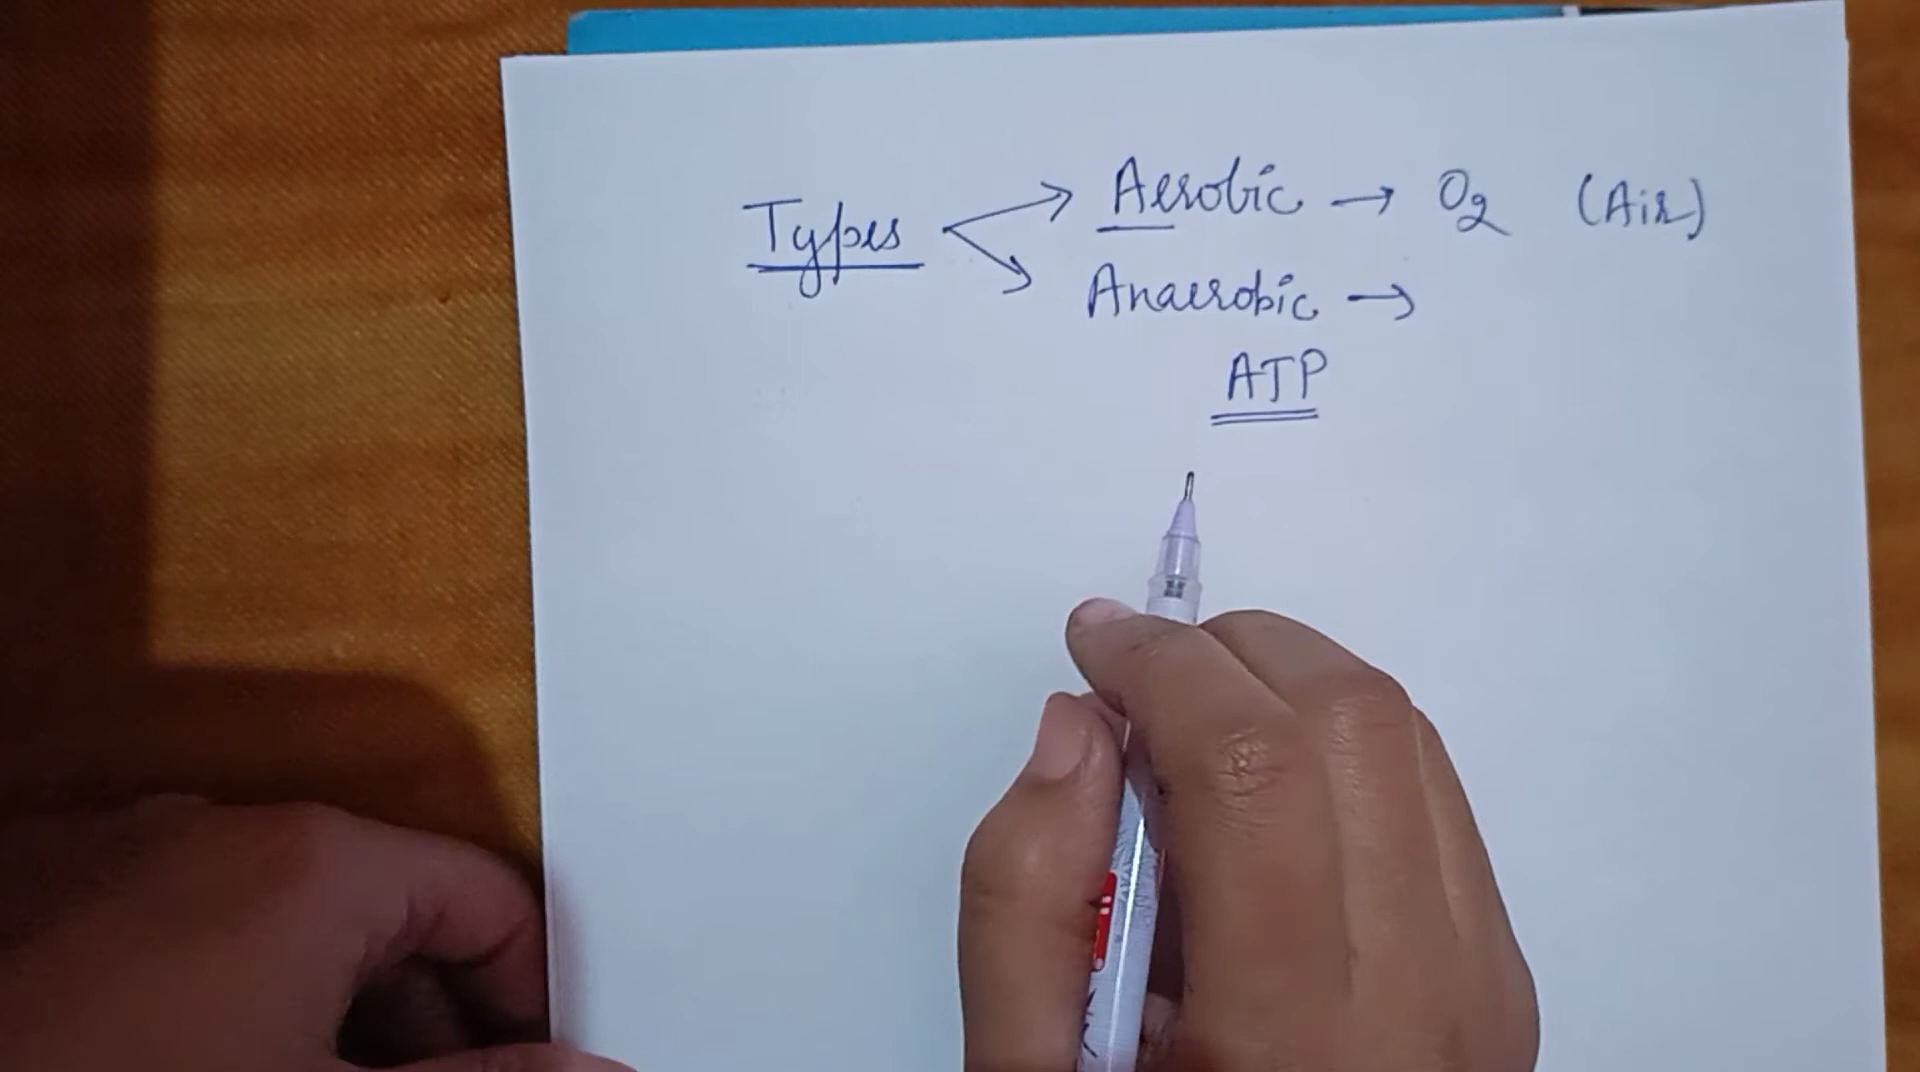 Types → Aerobic → O2 (Air)
→ Anaerobic →
ATP